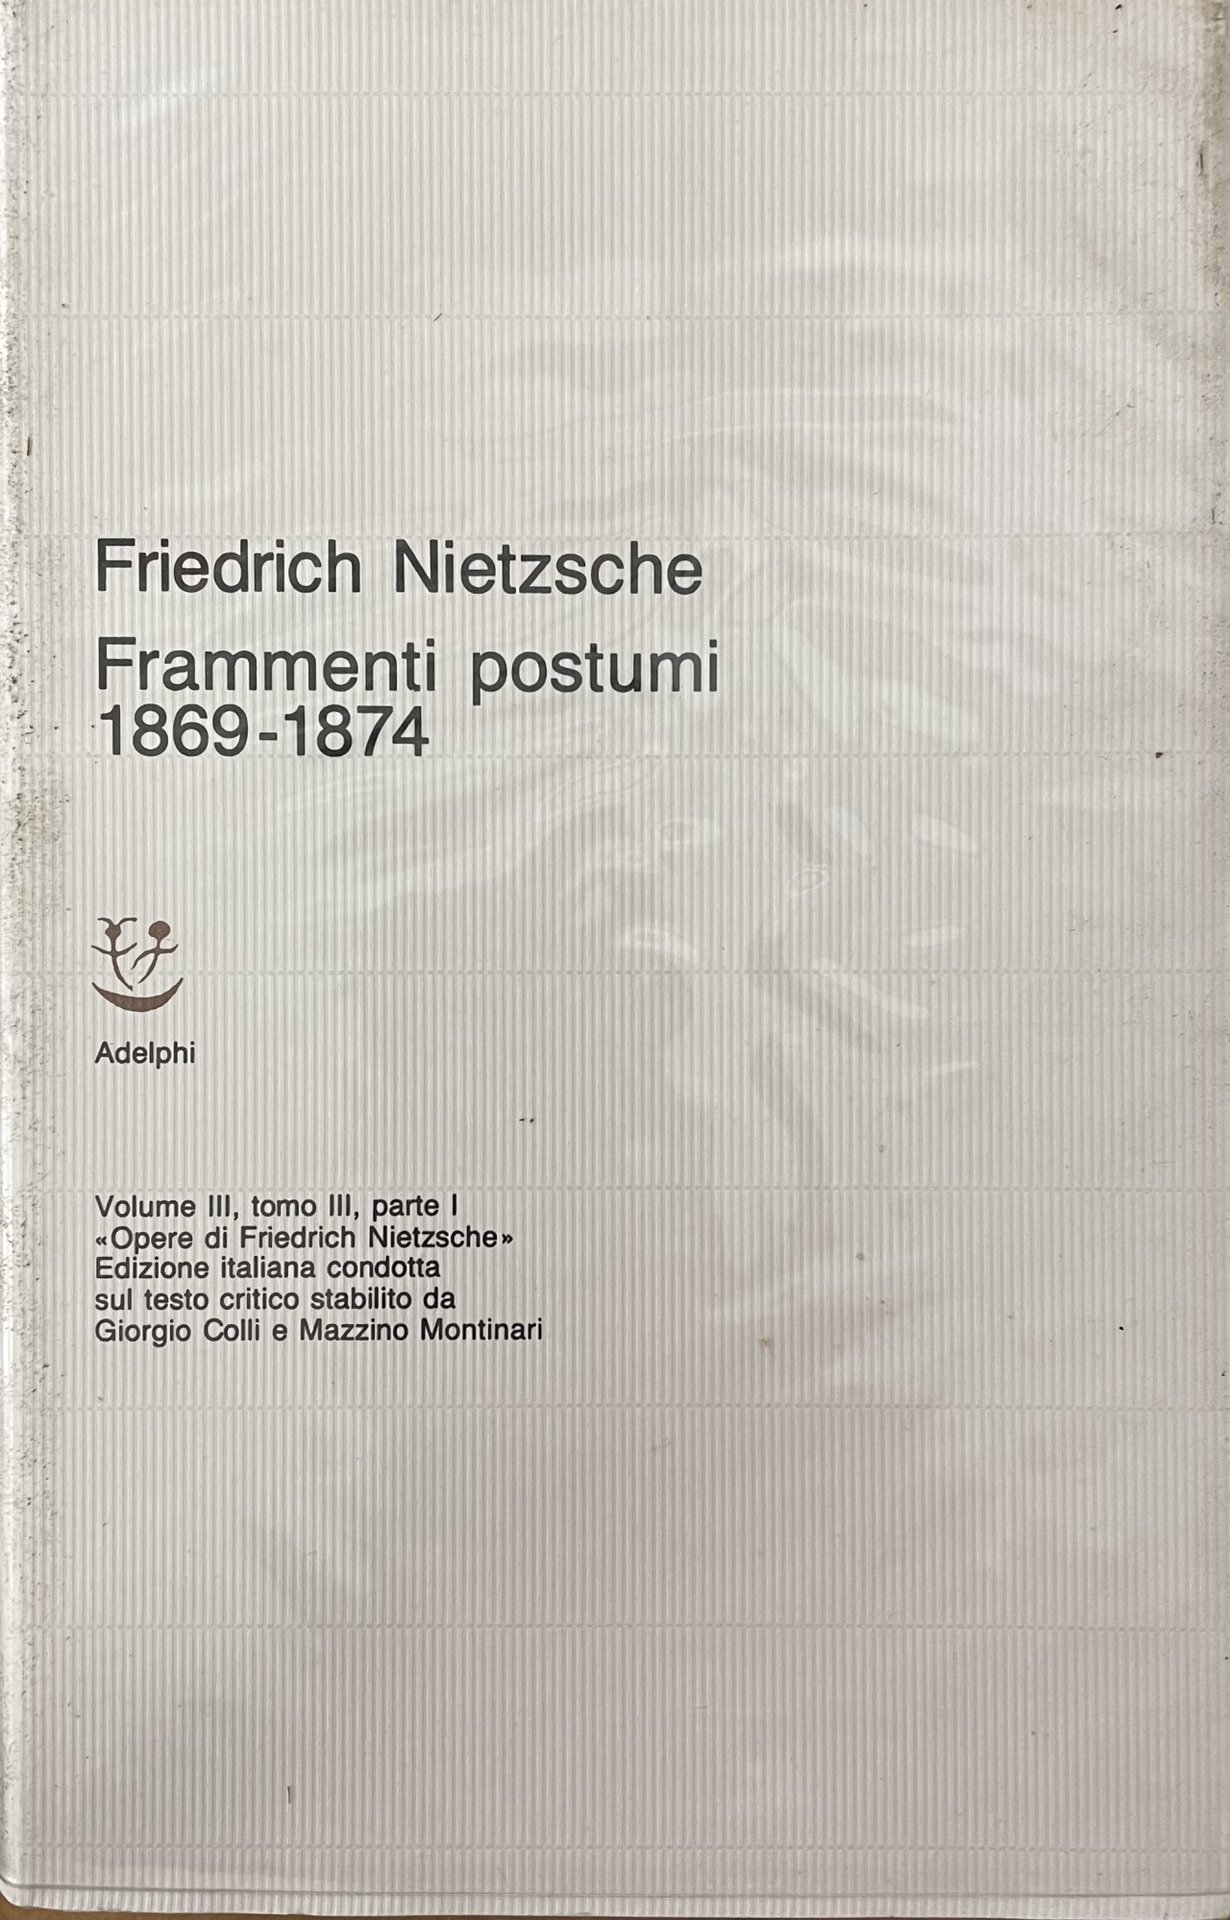 Friedrich Nietzsche
Frammenti postumi
1869-1874
Adelphi
Volume III, tomo III, parte I
«Opere di Friedrich Nietzsche»
Edizione italiana condotta
sul testo critico stabilito da
Giorgio Colli e Mazzino Montinari